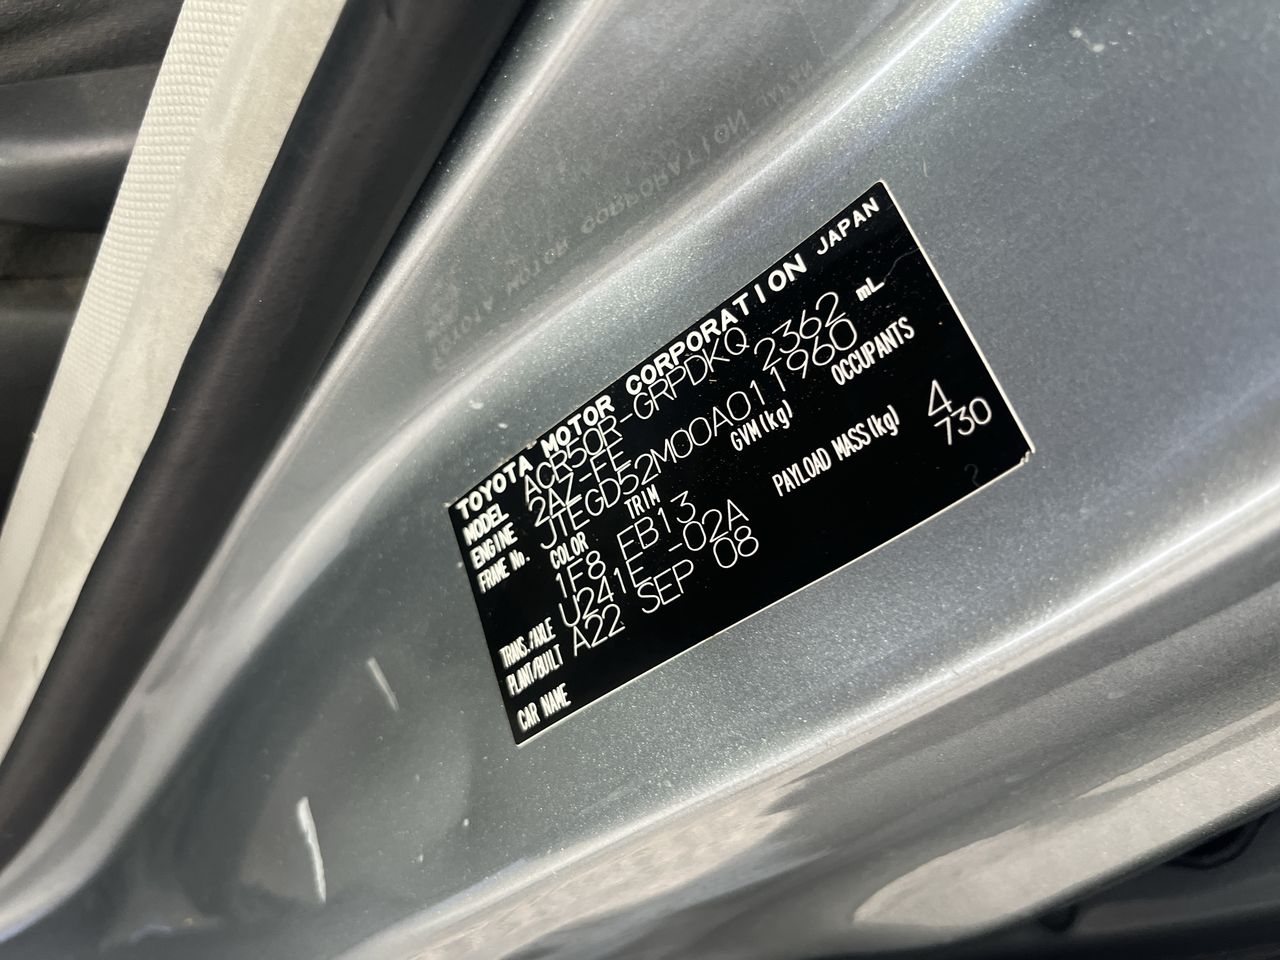 TOYOTA MOTOR CORPORATION JAPAN
MODEL ACR50R-GRPDKQ
ENGINE 2AZ-FE 2362 mL
FRAME No. JTEGD52M00A011960
COLOR TRIM GVM(kg) OCCUPANTS
1F8 EB13 4
TRANS./AXLE U241E -02A PAYLOAD MASS(kg) 730
PLANT/BUILT A22 SEP 08
CAR NAME